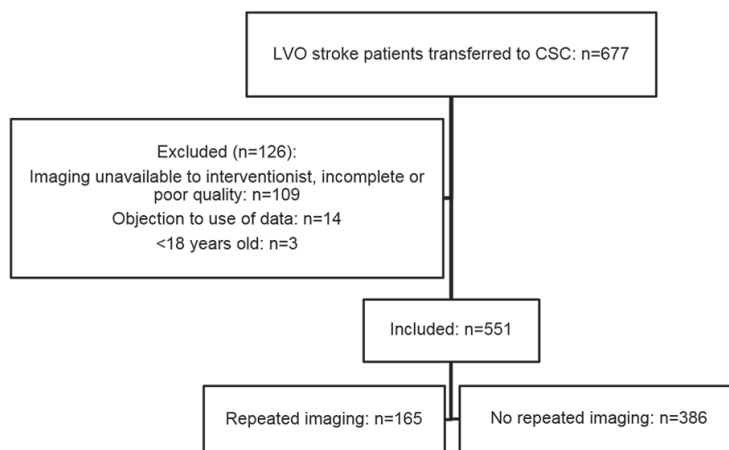 LVO stroke patients transferred to CSC: n=677
Excluded (n=126):
Imaging unavailable to interventionist, incomplete or
poor quality: n=109
Objection to use of data: n=14
<18 years old: n=3
Included: n=551
Repeated imaging: n=165
No repeated imaging: n=386